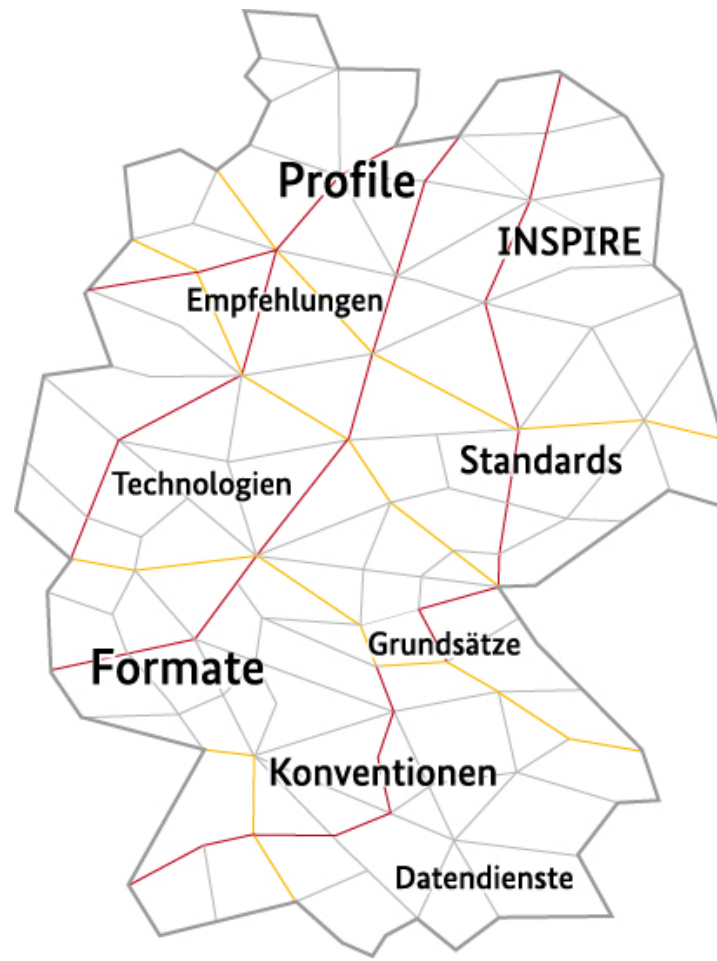 Profile
INSPIRE
Empfehlungen
Standards
Technologien
Grundsätze
Formate
Konventionen
Datendienste